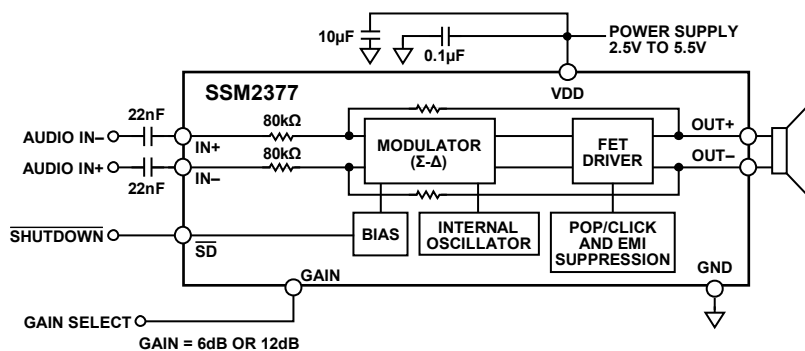 10µF
0.1µF
POWER SUPPLY
2.5V TO 5.5V
SSM2377
VDD
22nF
80kΩ
AUDIO IN–
IN+
MODULATOR
(Σ-Δ)
FET
DRIVER
OUT+
AUDIO IN+
80kΩ
22nF
IN–
OUT–
SHUTDOWN
SD
BIAS
INTERNAL
OSCILLATOR
POP/CLICK
AND EMI
SUPPRESSION
GAIN
GND
GAIN SELECT
GAIN = 6dB OR 12dB